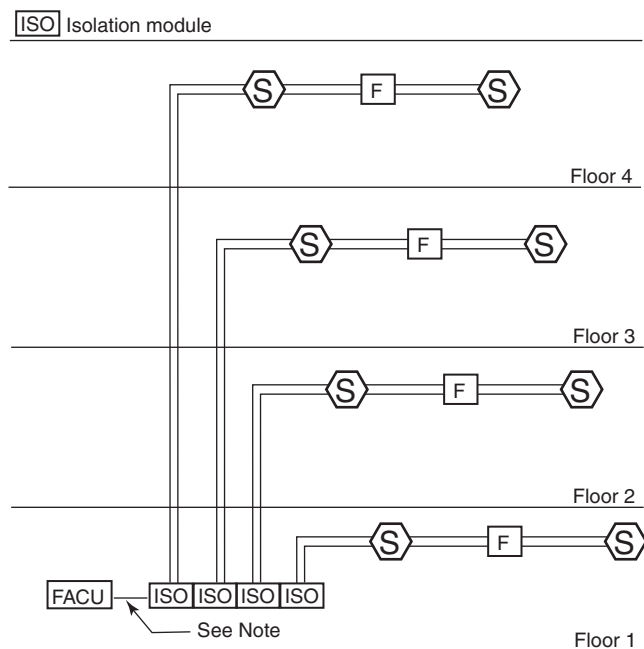 ISO Isolation module
S F S
Floor 4
S F S
Floor 3
S F S
Floor 2
S F S
FACU ISO ISO ISO ISO
See Note
Floor 1